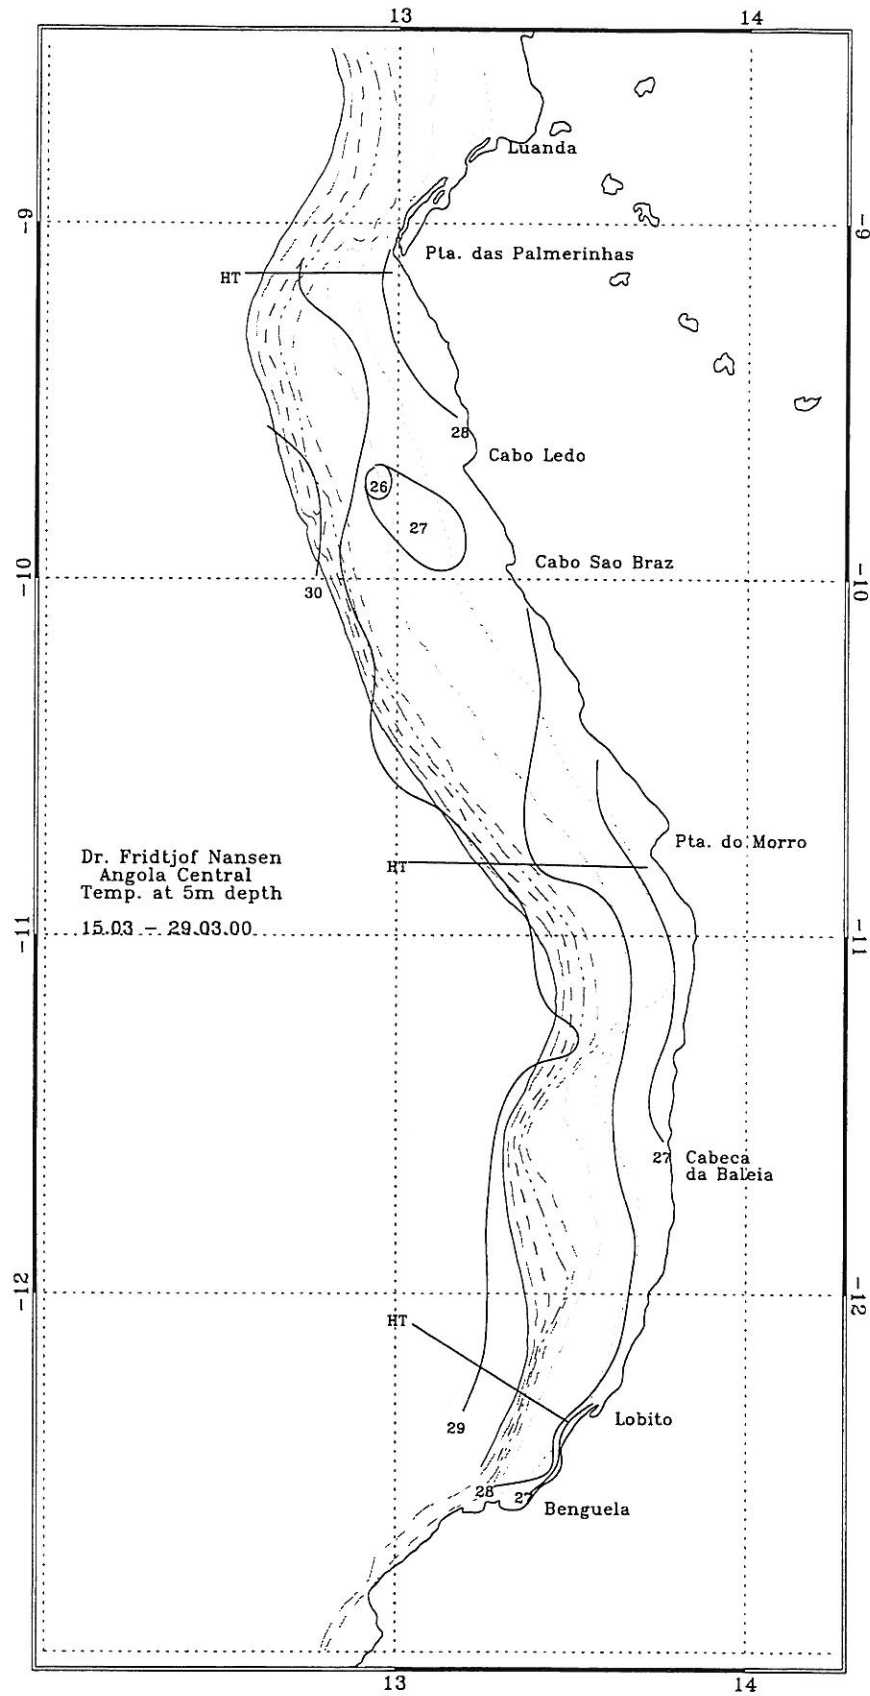 13 14
Luanda
-9 -9
Pta. das Palmerinhas
HT
28
Cabo Ledo
26
27
Cabo Sao Braz
-10 -10
30
Pta. do Morro
Dr. Fridtjof Nansen
HT
Angola Central
Temp. at 5m depth
15.03 - 29.03.00
-11 -11
27 Cabeca
da Baleia
-12 -12
HT
29
Lobito
28 27
Benguela
13 14